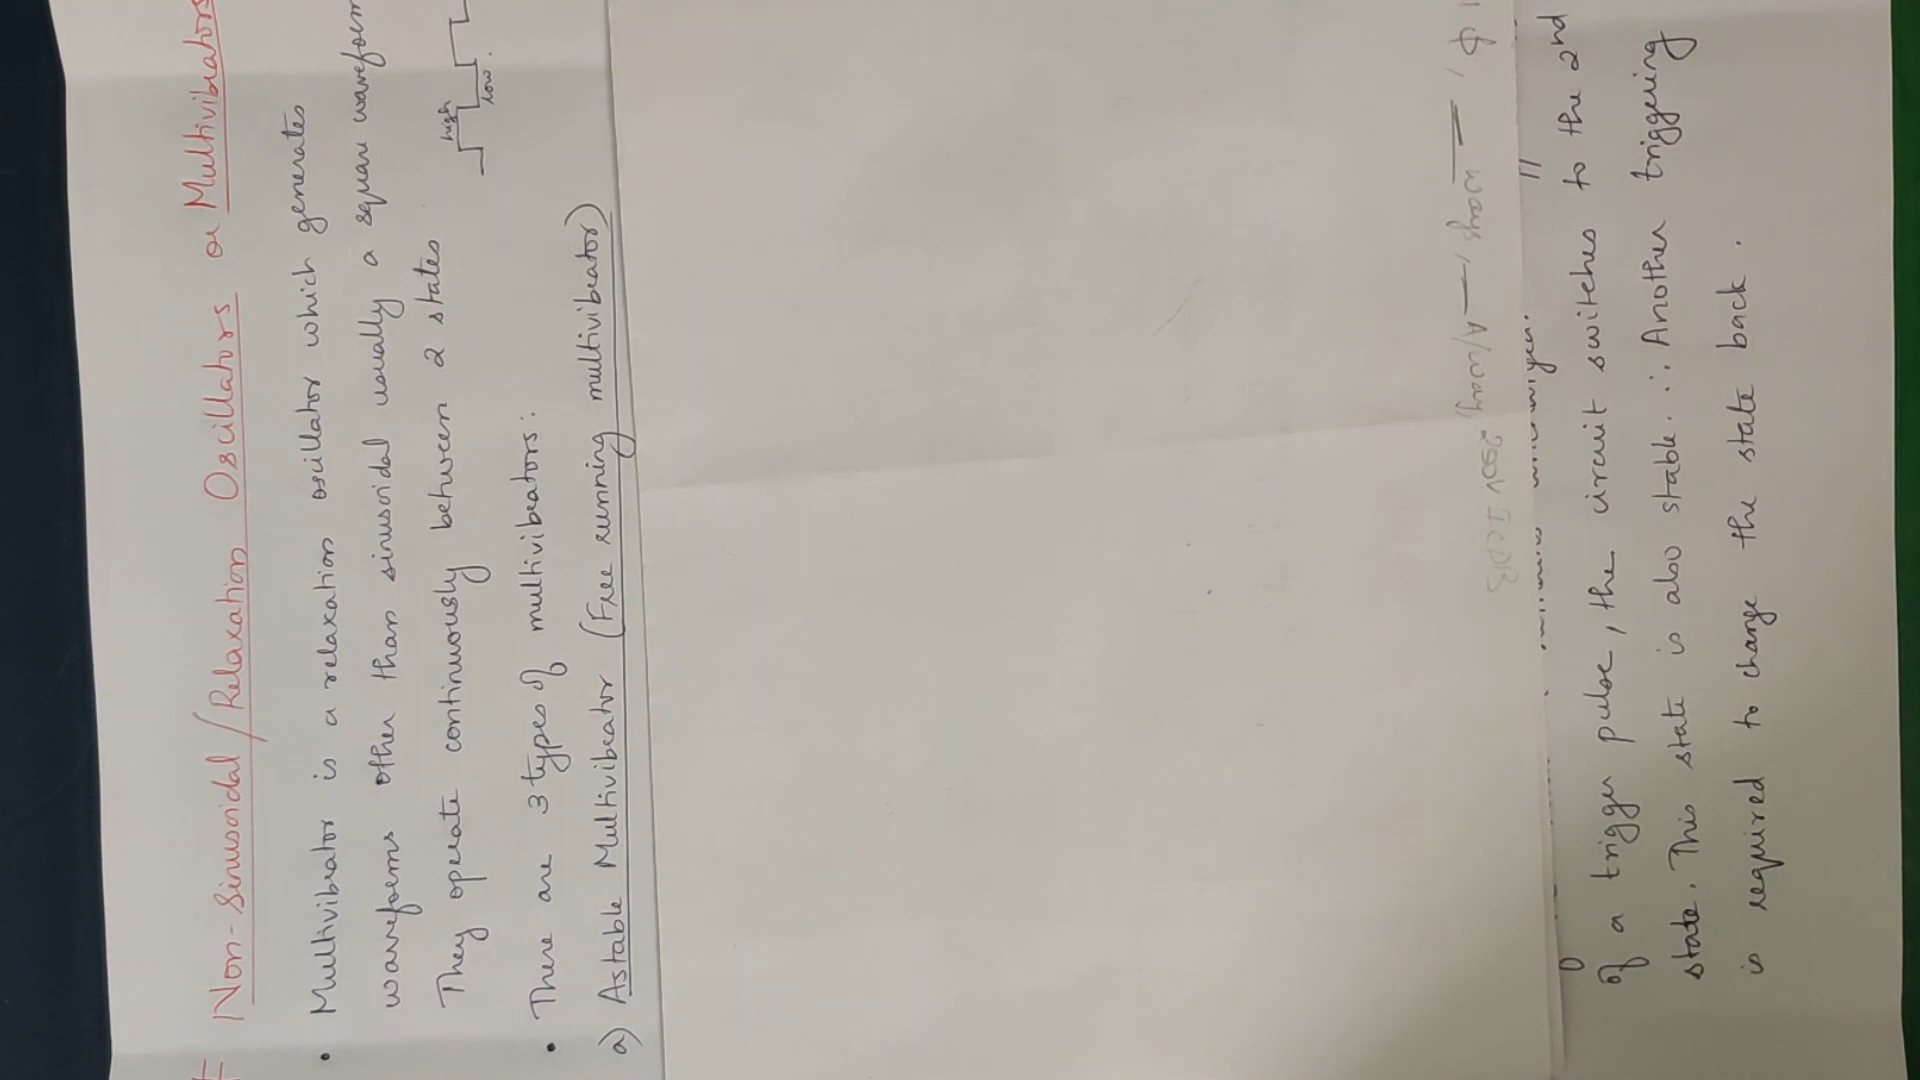 # Non-Sinusoidal / Relaxation Oscillators or Multivibrators
• Multivibrator is a relaxation oscillator which generates
waveforms other than sinusoidal usually a square waveform
They operate continuously between 2 states
high
low.
• There are 3 types of multivibrators:
a) Astable Multivibrator (Free running multivibrator)
of a trigger pulse, the circuit switches to the 2nd
state. This state is also stable. ∴ Another triggering
is required to change the state back.